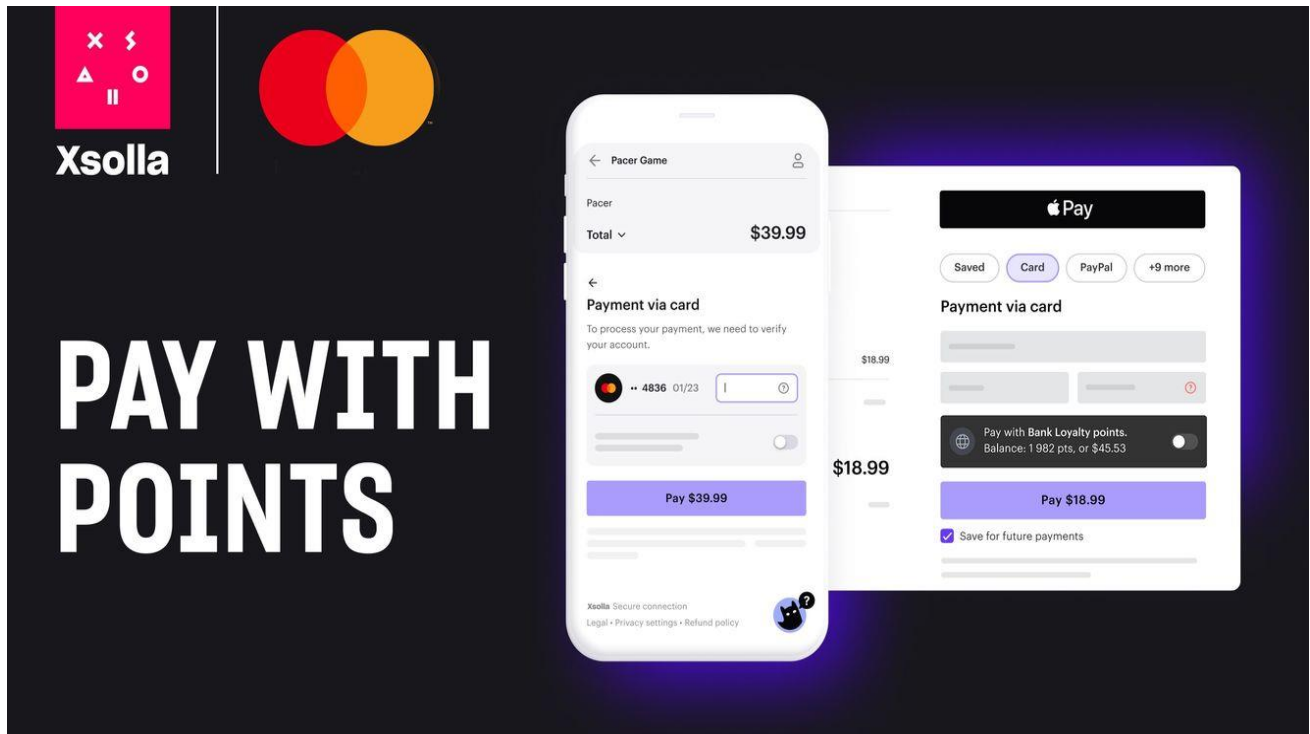 Xsolla
PAY WITH
POINTS
Pacer Game
Pacer
Total
$39.99
Payment via card
To process your payment, we need to verify
your account.
•• 4836 01/23
Pay $39.99
Xsolla Secure connection
Legal • Privacy settings • Refund policy
?
$18.99
$18.99
Pay
Saved
Card
PayPal
+9 more
Payment via card
Pay with Bank Loyalty points.
Balance: 1 982 pts, or $45.53
Pay $18.99
Save for future payments